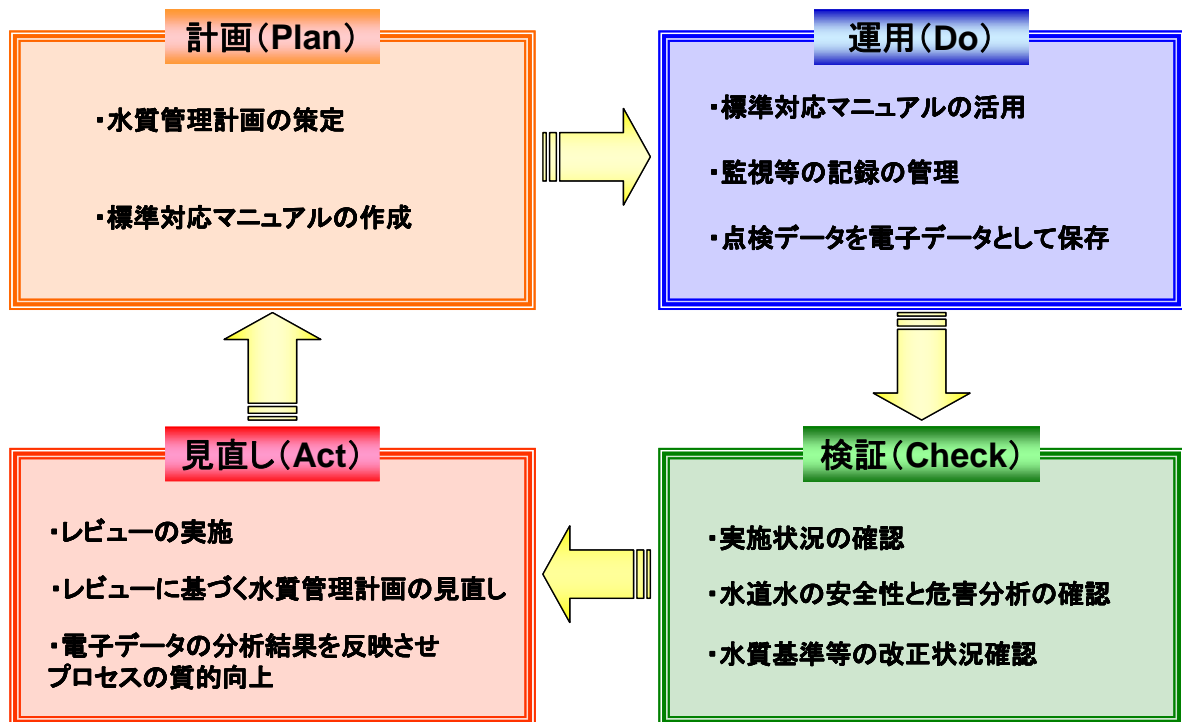 計画(Plan)
・水質管理計画の策定
・標準対応マニュアルの作成
運用(Do)
・標準対応マニュアルの活用
・監視等の記録の管理
・点検データを電子データとして保存
見直し(Act)
・レビューの実施
・レビューに基づく水質管理計画の見直し
・電子データの分析結果を反映させ
プロセスの質的向上
検証(Check)
・実施状況の確認
・水道水の安全性と危害分析の確認
・水質基準等の改正状況確認